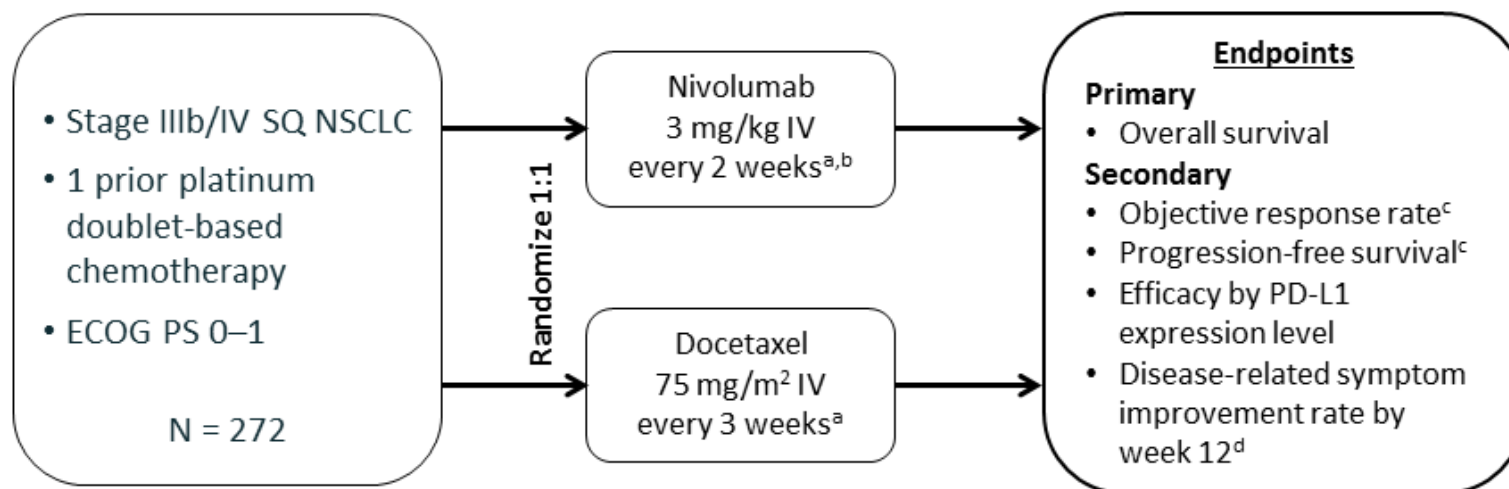 • Stage IIIb/IV SQ NSCLC
• 1 prior platinum
doublet-based
chemotherapy
• ECOG PS 0–1
N = 272
Randomize 1:1
Nivolumab
3 mg/kg IV
every 2 weeksᵃ,ᵇ
Docetaxel
75 mg/m² IV
every 3 weeksᵃ
Endpoints
Primary
• Overall survival
Secondary
• Objective response rateᶜ
• Progression-free survivalᶜ
• Efficacy by PD-L1
expression level
• Disease-related symptom
improvement rate by
week 12ᵈ